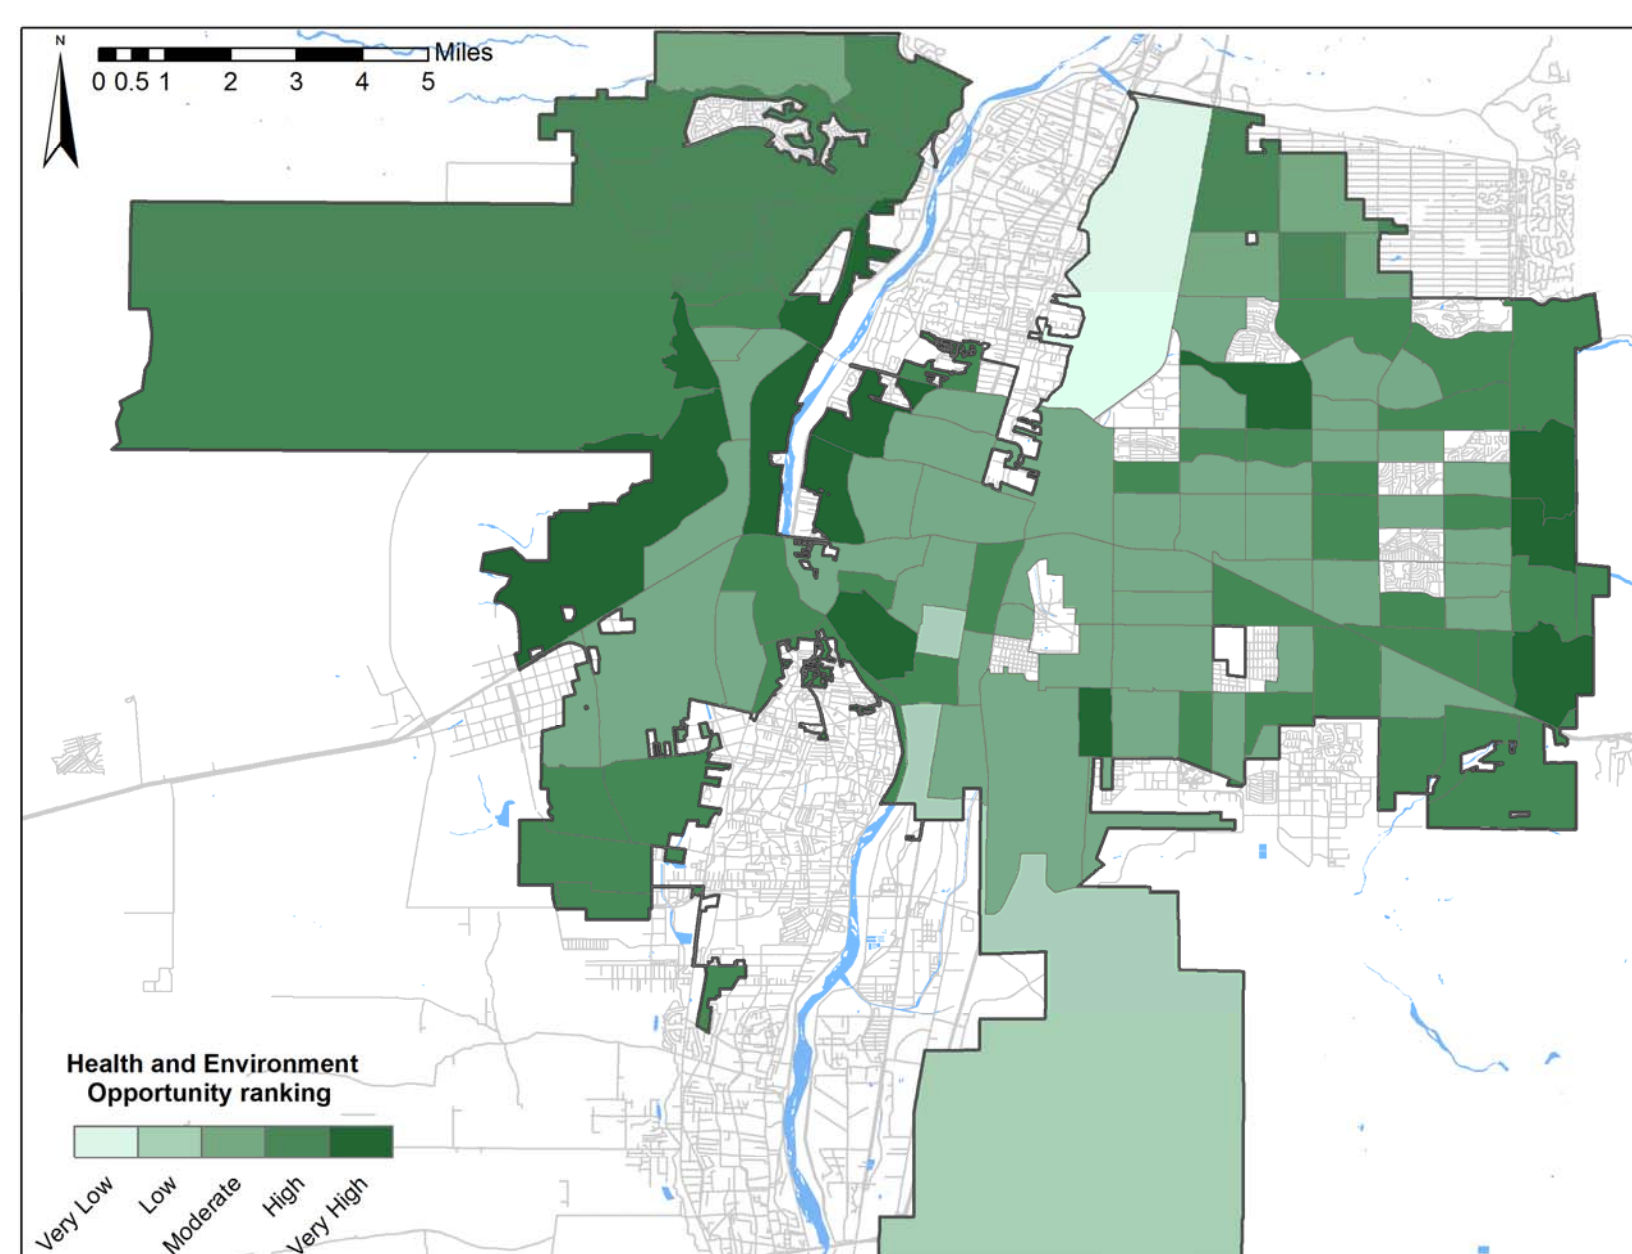 N
Miles
0 0.5 1 2 3 4 5
Health and Environment
Opportunity ranking
Very Low
Low
Moderate
High
Very High